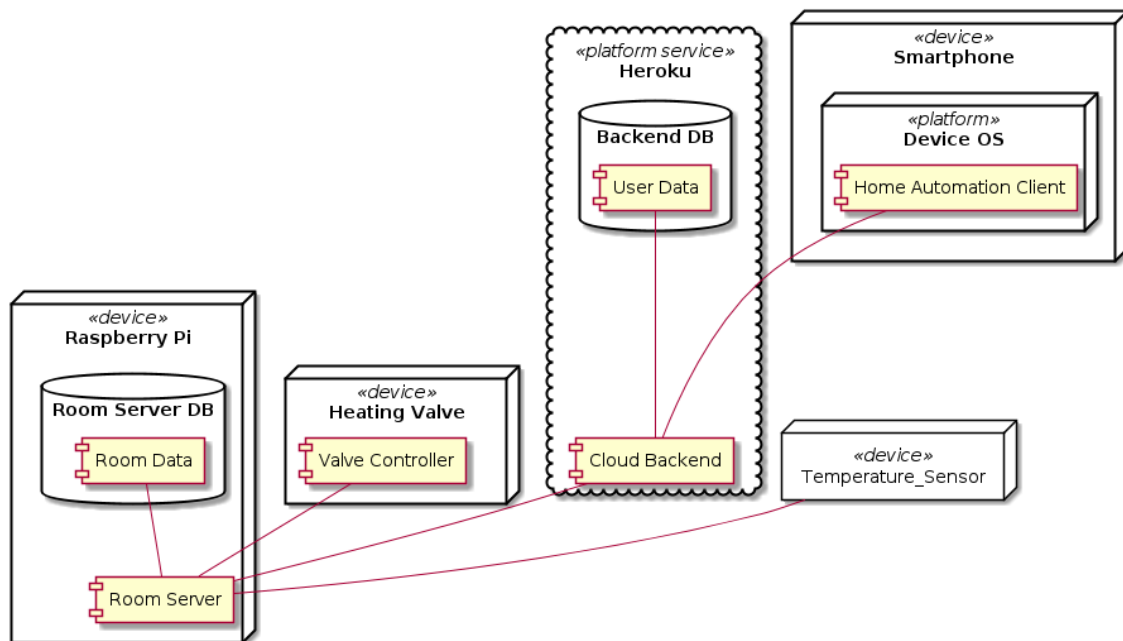 «platform service»
Heroku
Backend DB
User Data
«device»
Smartphone
«platform»
Device OS
Home Automation Client
«device»
Raspberry Pi
Room Server DB
Room Data
«device»
Heating Valve
Valve Controller
Cloud Backend
«device»
Temperature_Sensor
Room Server